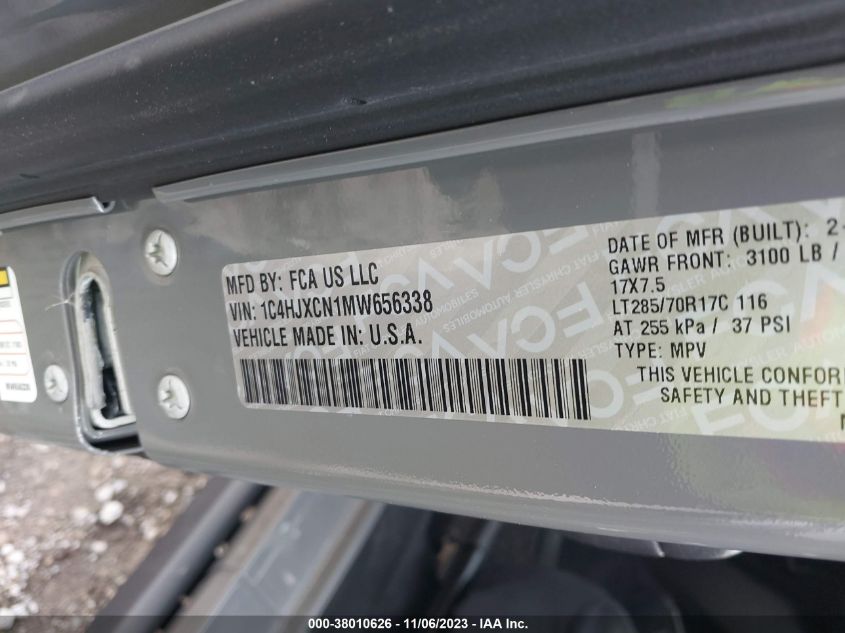 MFD BY: FCA US LLC
VIN: 1C4HJXCN1MW656338
VEHICLE MADE IN: U.S.A.
DATE OF MFR (BUILT): 2-
GAWR FRONT: 3100 LB /
17X7.5
LT285/70R17C 116
AT 255 kPa / 37 PSI
TYPE: MPV
THIS VEHICLE CONFOR
SAFETY AND THEFT
000-38010626 - 11/06/2023 - IAA Inc.